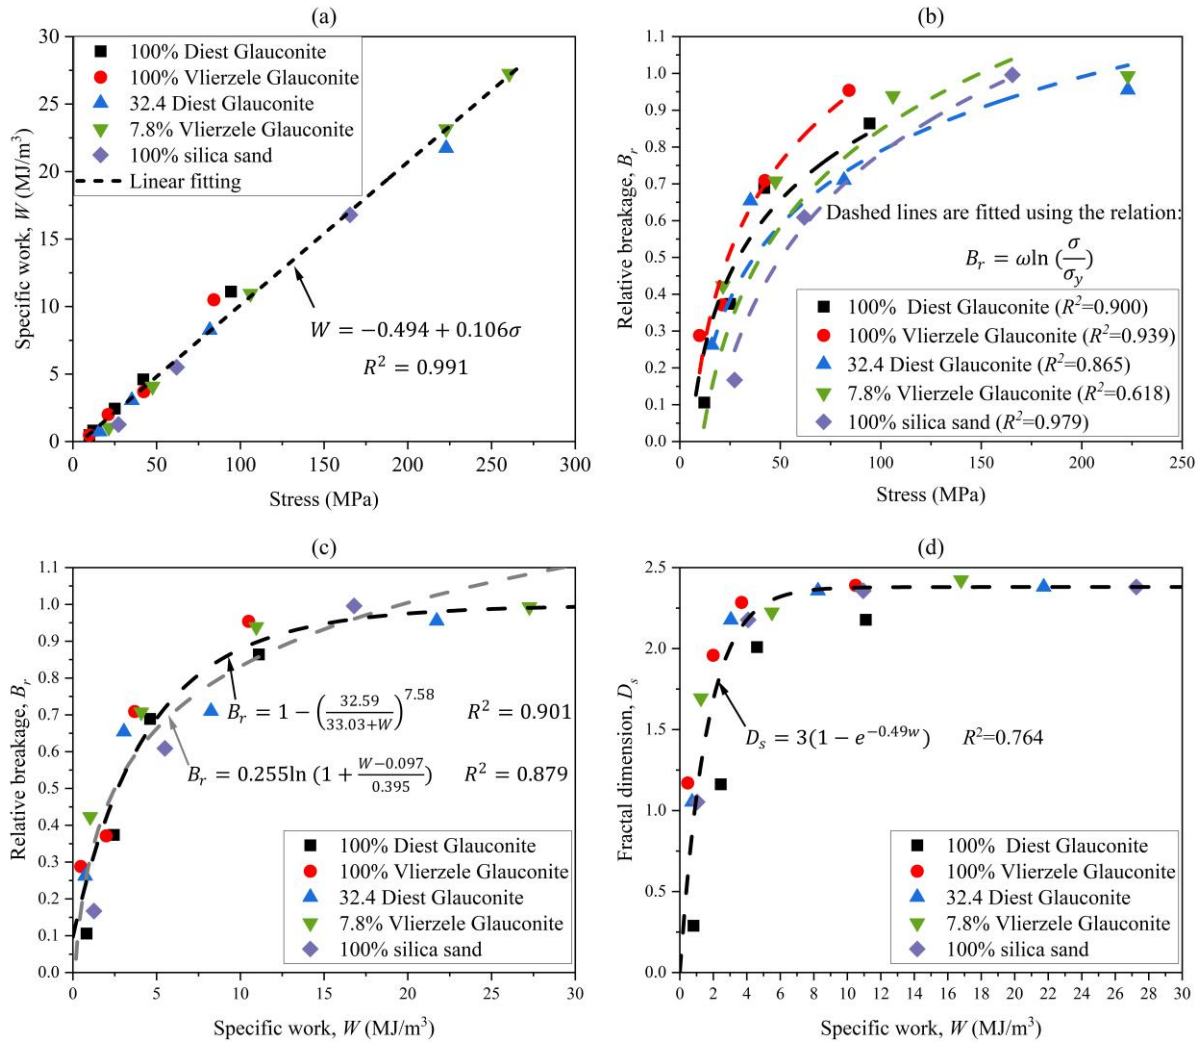 (a)
30
25
20
15
10
5
0
0 50 100 150 200 250 300
Specific work, W (MJ/m³)
Stress (MPa)
100% Diest Glauconite
100% Vlierzele Glauconite
32.4 Diest Glauconite
7.8% Vlierzele Glauconite
100% silica sand
Linear fitting
W = −0.494 + 0.106σ
R² = 0.991
(b)
1.1
1.0
0.9
0.8
0.7
0.6
0.5
0.4
0.3
0.2
0.1
0.0
0 50 100 150 200 250
Relative breakage, Bᵣ
Stress (MPa)
Dashed lines are fitted using the relation:
Bᵣ = ωln (σ/σ_y)
100% Diest Glauconite (R²=0.900)
100% Vlierzele Glauconite (R²=0.939)
32.4 Diest Glauconite (R²=0.865)
7.8% Vlierzele Glauconite (R²=0.618)
100% silica sand (R²=0.979)
(c)
1.1
1.0
0.9
0.8
0.7
0.6
0.5
0.4
0.3
0.2
0.1
0.0
0 5 10 15 20 25 30
Relative breakage, Bᵣ
Specific work, W (MJ/m³)
Bᵣ = 1 − (32.59/33.03+W)^7.58 R² = 0.901
Bᵣ = 0.255ln (1 + W−0.097/0.395) R² = 0.879
100% Diest Glauconite
100% Vlierzele Glauconite
32.4 Diest Glauconite
7.8% Vlierzele Glauconite
100% silica sand
(d)
2.5
2.0
1.5
1.0
0.5
0.0
0 2 4 6 8 10 12 14 16 18 20 22 24 26 28 30
Fractal dimension, Dₛ
Specific work, W (MJ/m³)
Dₛ = 3(1 − e^−0.49w) R²=0.764
100% Diest Glauconite
100% Vlierzele Glauconite
32.4 Diest Glauconite
7.8% Vlierzele Glauconite
100% silica sand